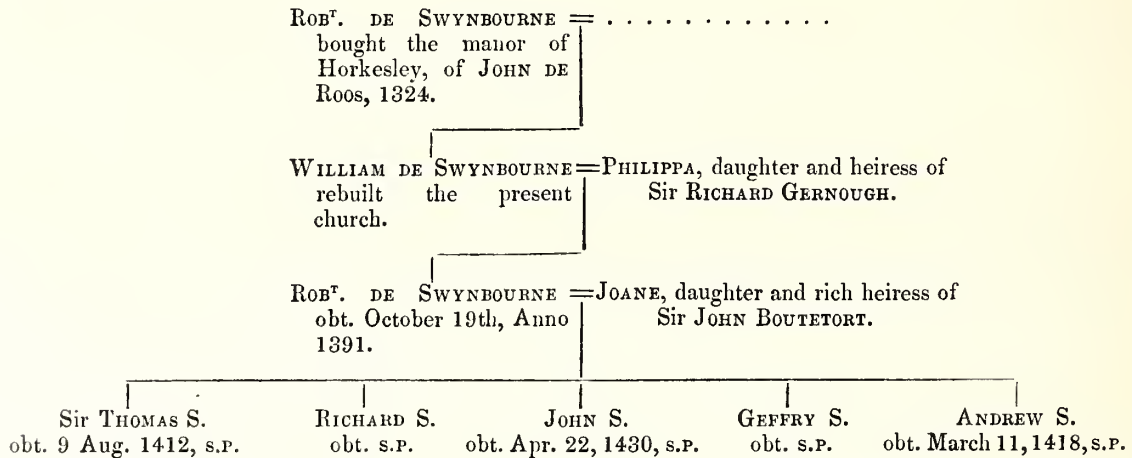 ROBᵀ. DE SWYNBOURNE = . . . . . . . . . . . . .
bought the manor of
Horkesley, of JOHN DE
ROOS, 1324.
WILLIAM DE SWYNBOURNE=PHILIPPA, daughter and heiress of
rebuilt the present
church.
Sir RICHARD GERNOUGH.
ROBᵀ. DE SWYNBOURNE =JOANE, daughter and rich heiress of
obt. October 19th, Anno
1391.
Sir JOHN BOUTETORT.
Sir THOMAS S.
obt. 9 Aug. 1412, S.P.
RICHARD S.
obt. S.P.
JOHN S.
obt. Apr. 22, 1430, S.P.
GEFFRY S.
obt. S.P.
ANDREW S.
obt. March 11, 1418, S.P.